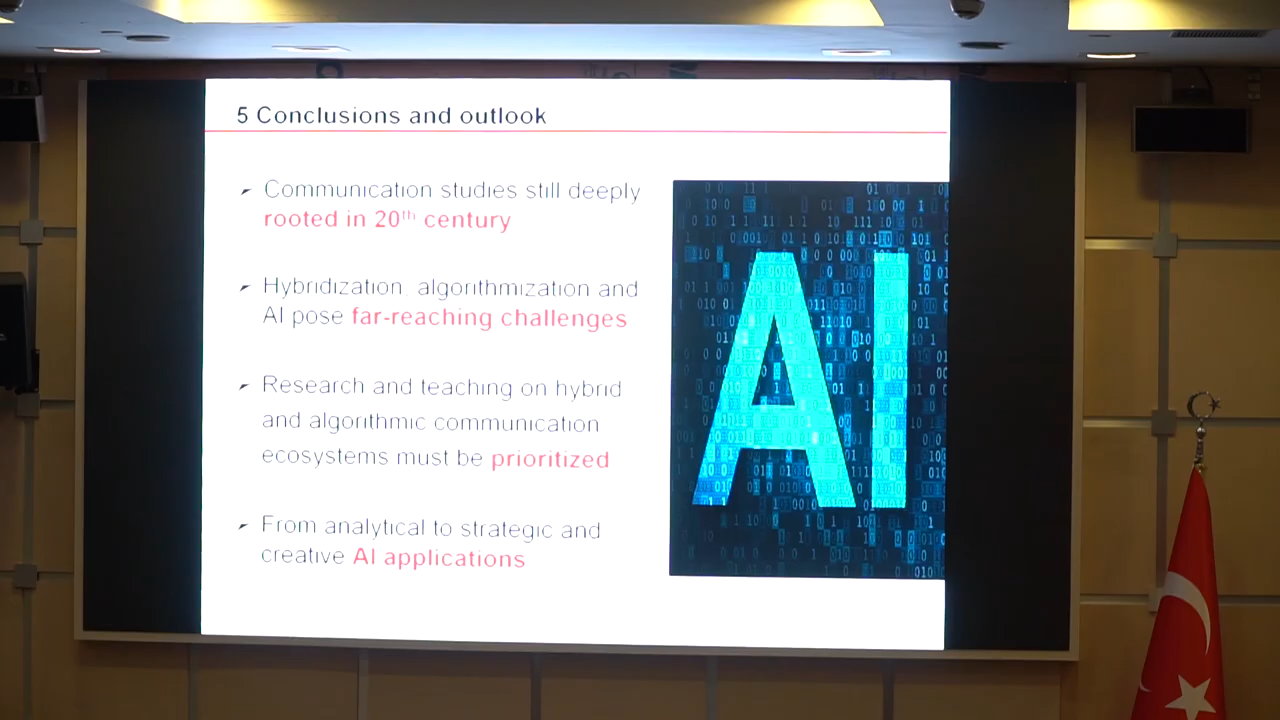 5 Conclusions and outlook
Communication studies still deeply
rooted in 20th century
Hybridization, algorithmization and
AI pose far-reaching challenges
Research and teaching on hybrid
and algorithmic communication
ecosystems must be prioritized
From analytical to strategic and
creative AI applications
AI